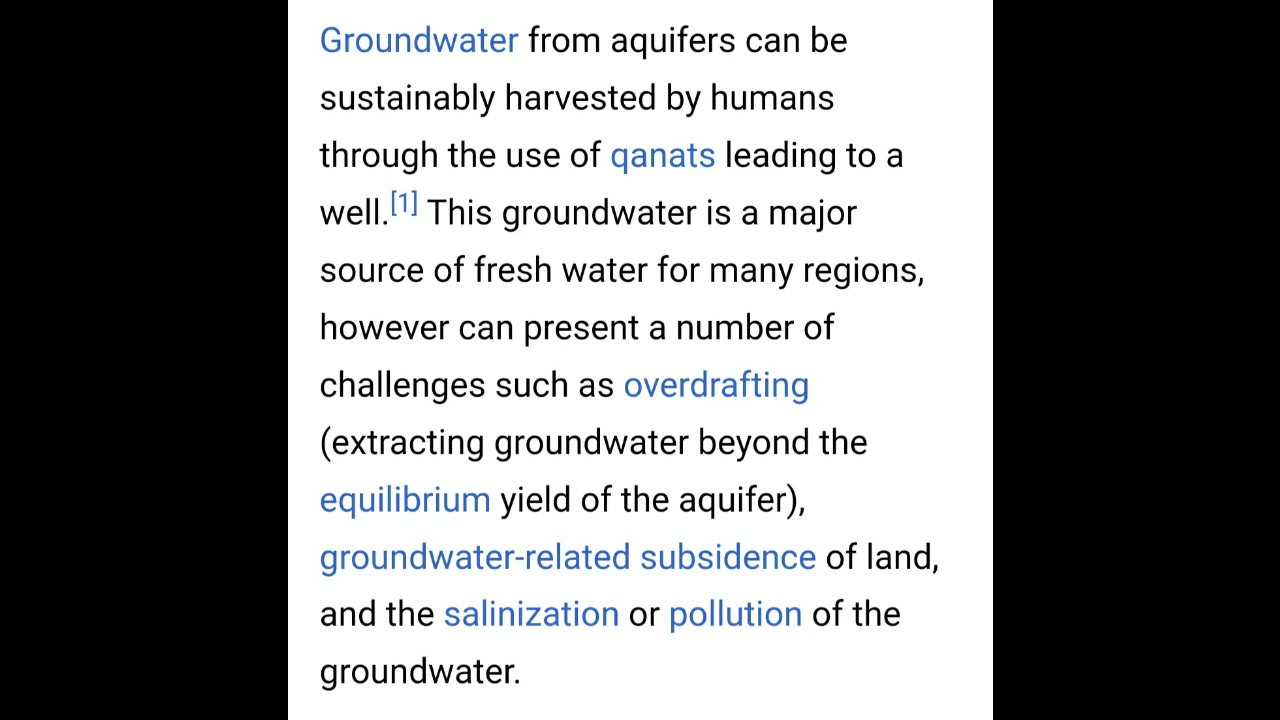 Groundwater from aquifers can be
sustainably harvested by humans
through the use of qanats leading to a
well.[1] This groundwater is a major
source of fresh water for many regions,
however can present a number of
challenges such as overdrafting
(extracting groundwater beyond the
equilibrium yield of the aquifer),
groundwater-related subsidence of land,
and the salinization or pollution of the
groundwater.